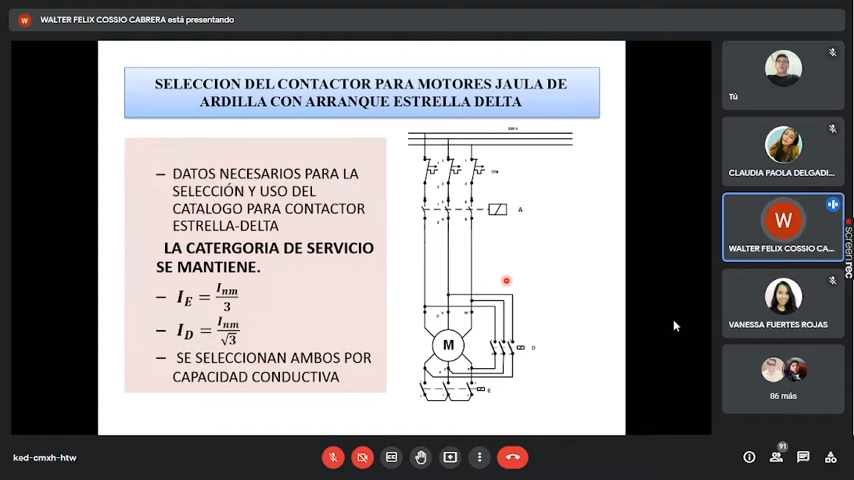 WALTER FELIX COSSIO CABRERA está presentando
SELECCION DEL CONTACTOR PARA MOTORES JAULA DE
ARDILLA CON ARRANQUE ESTRELLA DELTA
– DATOS NECESARIOS PARA LA
SELECCIÓN Y USO DEL
CATALOGO PARA CONTACTOR
ESTRELLA-DELTA
LA CATERGORIA DE SERVICIO
SE MANTIENE.
– I_E = I_nm/3
– I_D = I_nm/√3
– SE SELECCIONAN AMBOS POR
CAPACIDAD CONDUCTIVA
A
M
D
E
Tú
CLAUDIA PAOLA DELGADI...
W
WALTER FELIX COSSIO CA...
VANESSA FUERTES ROJAS
86 más
screenrec
ked-cmxh-htw
91